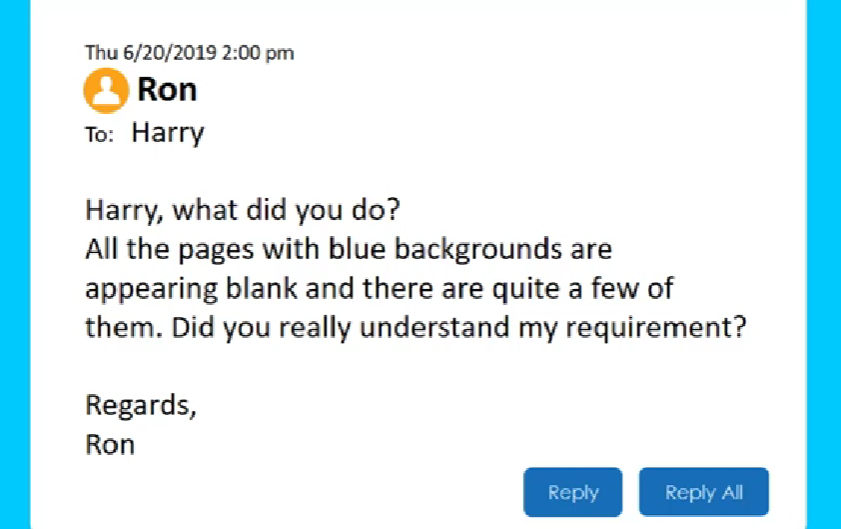 Thu 6/20/2019 2:00 pm
Ron
To: Harry
Harry, what did you do?
All the pages with blue backgrounds are
appearing blank and there are quite a few of
them. Did you really understand my requirement?
Regards,
Ron
Reply Reply All